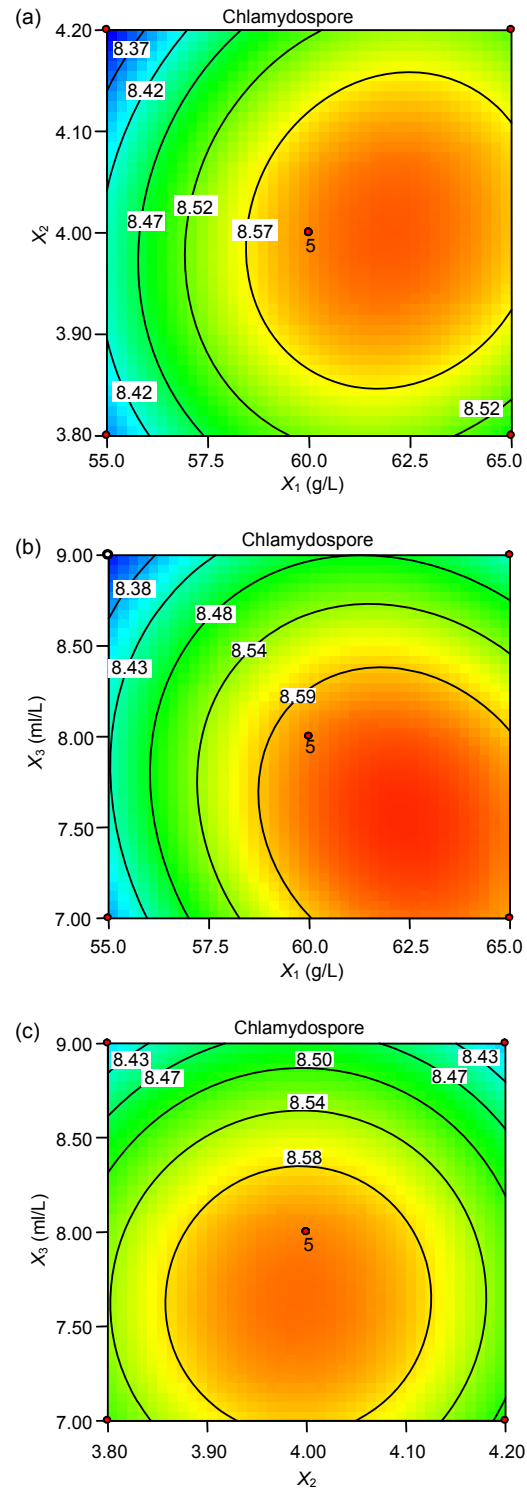 (a)
Chlamydospore
4.20
8.37
8.42
4.10
8.47
8.52
X2
4.00
8.57
5
3.90
8.42
8.52
3.80
55.0 57.5 60.0 62.5 65.0
X1 (g/L)
(b)
Chlamydospore
9.00
8.38
8.48
8.50
8.43
8.54
8.59
X3 (ml/L)
8.00
5
7.50
7.00
55.0 57.5 60.0 62.5 65.0
X1 (g/L)
(c)
Chlamydospore
9.00
8.43 8.50 8.43
8.47 8.47
8.54
8.50
8.58
X3 (ml/L)
8.00
5
7.50
7.00
3.80 3.90 4.00 4.10 4.20
X2